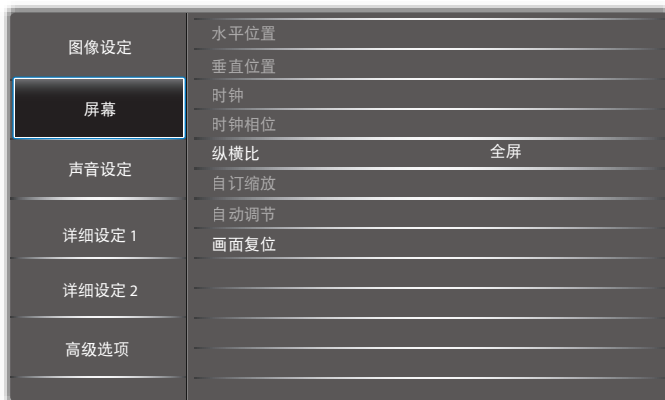 图像设定
屏幕
声音设定
详细设定 1
详细设定 2
高级选项
水平位置
垂直位置
时钟
时钟相位
纵横比 全屏
自订缩放
自动调节
画面复位